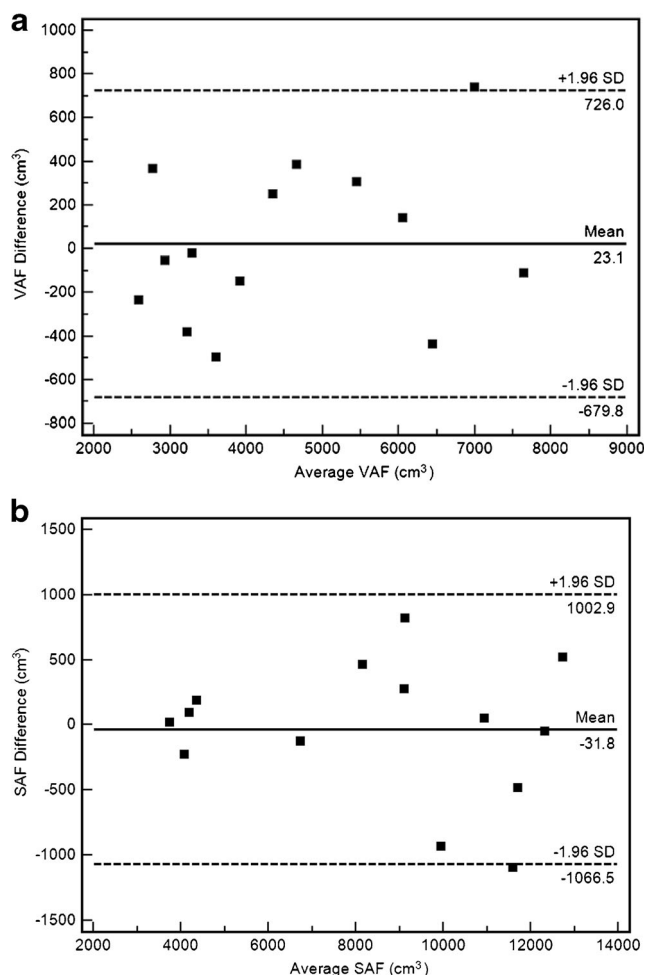 a
1000
800
+1.96 SD
726.0
600
400
200
Mean
0
23.1
-200
-400
-600
-1.96 SD
-679.8
-800
2000 3000 4000 5000 6000 7000 8000 9000
VAF Difference (cm³)
Average VAF (cm³)
b
1500
+1.96 SD
1000
1002.9
500
Mean
0
-31.8
-500
-1.96 SD
-1000
-1066.5
-1500
2000 4000 6000 8000 10000 12000 14000
SAF Difference (cm³)
Average SAF (cm³)